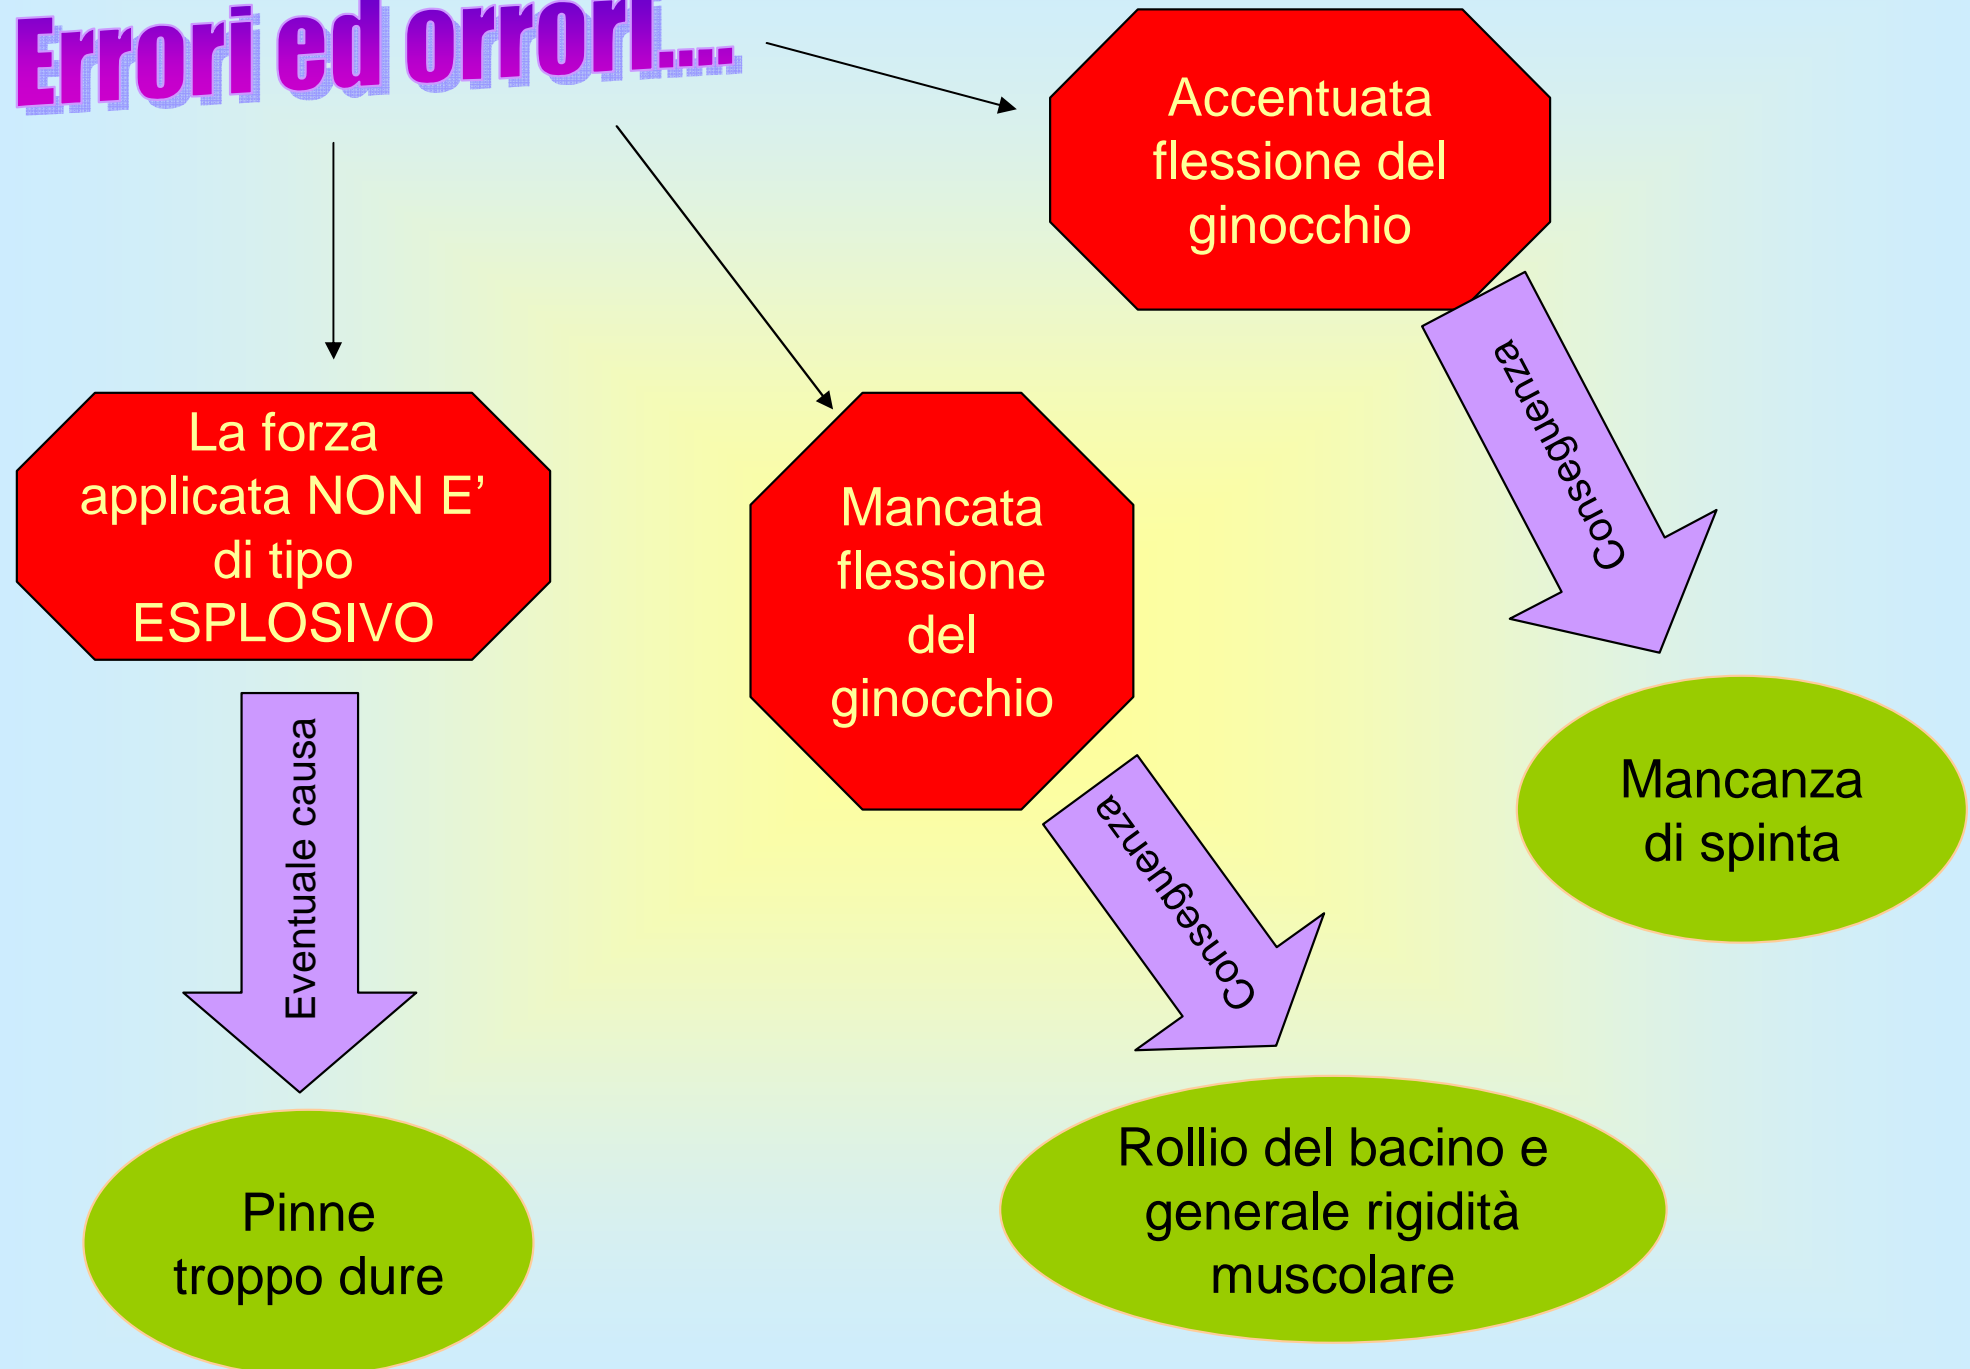 Errori ed orrori....
Accentuata
flessione del
ginocchio
Conseguenza
Mancanza
di spinta
La forza
applicata NON E’
di tipo
ESPLOSIVO
Eventuale causa
Pinne
troppo dure
Mancata
flessione
del
ginocchio
Conseguenza
Rollio del bacino e
generale rigidità
muscolare